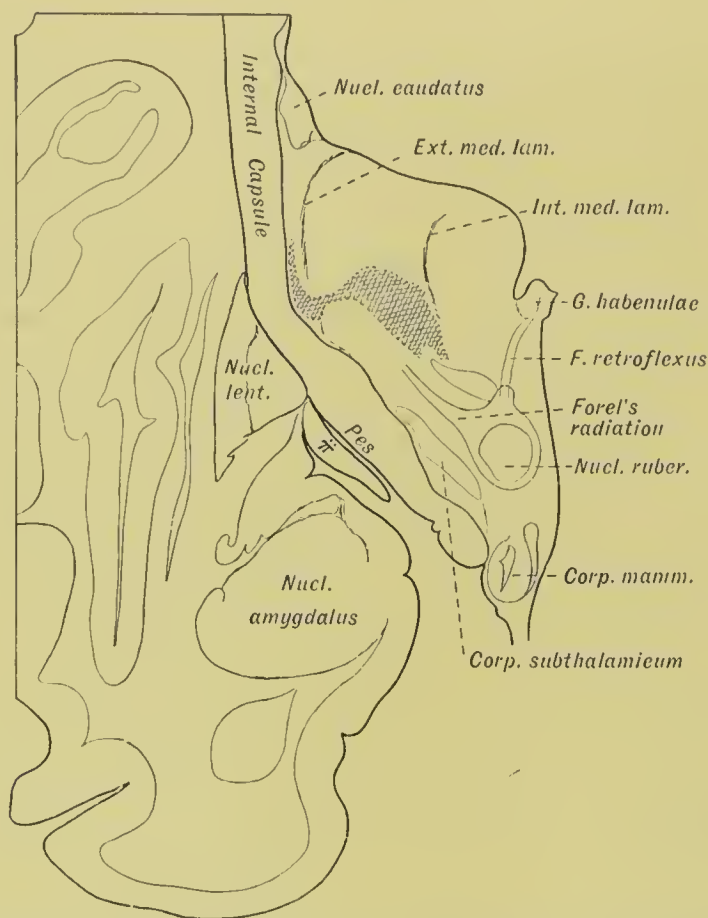 Internal Capsule
Nucl. caudatus
Ext. med. lam.
Int. med. lam.
G. habenulae
F. retroflexus
Forel's
radiation
Nucl. ruber.
Nucl.
lent.
Pes
Corp. mamm.
Nucl.
amygdalus
Corp. subthalamicum